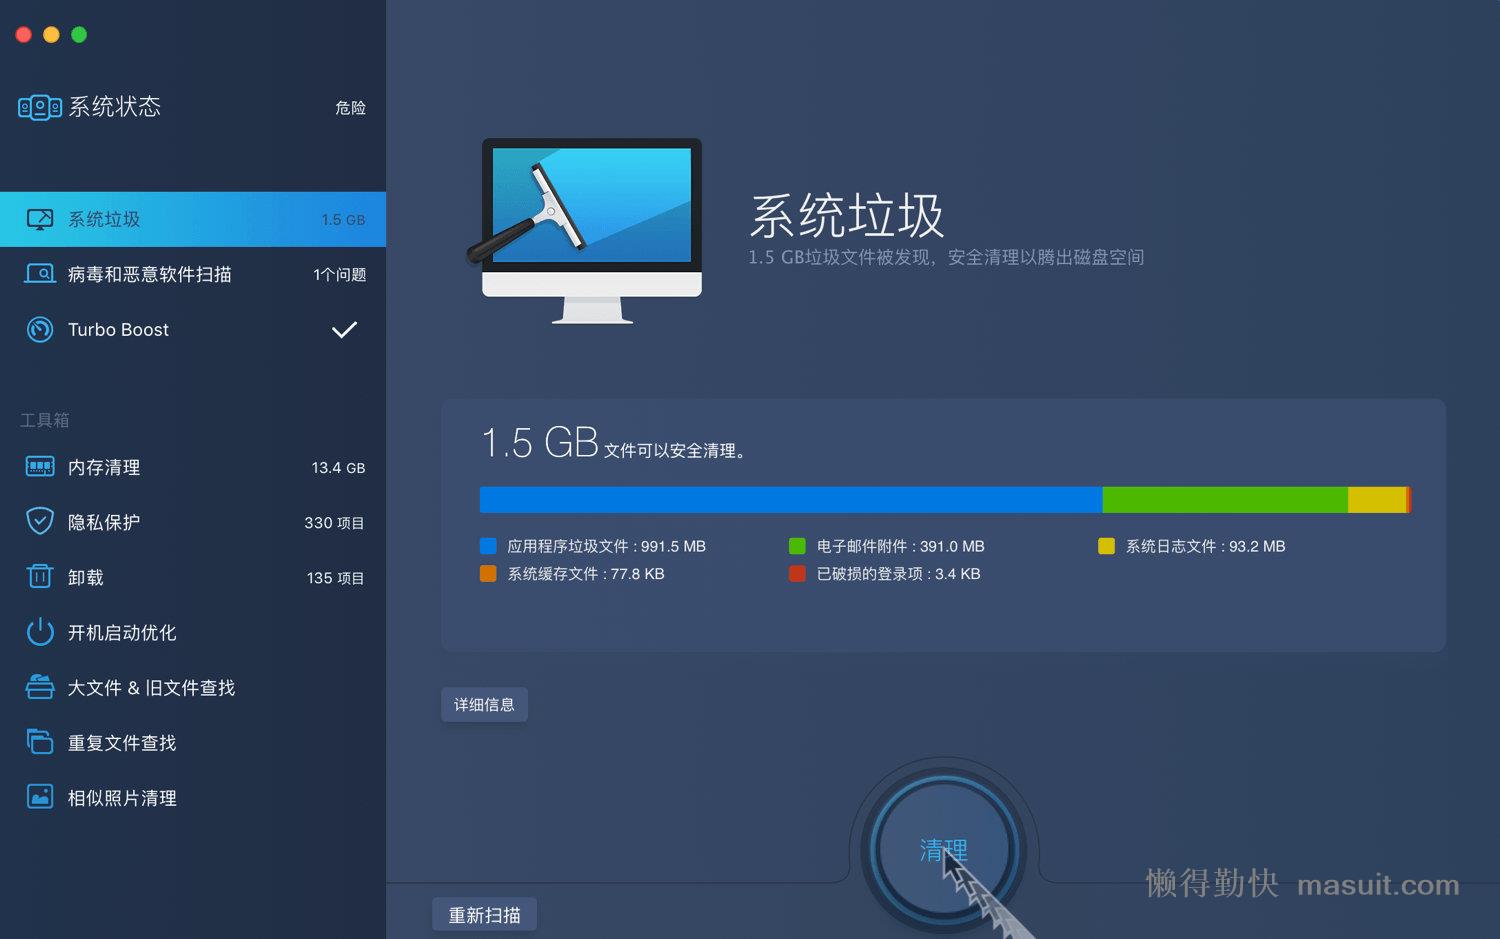 系统状态 危险
系统垃圾 1.5 GB
病毒和恶意软件扫描 1个问题
Turbo Boost
工具箱
内存清理 13.4 GB
隐私保护 330 项目
卸载 135 项目
开机启动优化
大文件 & 旧文件查找
重复文件查找
相似照片清理
系统垃圾
1.5 GB垃圾文件被发现，安全清理以腾出磁盘空间
1.5 GB 文件可以安全清理。
应用程序垃圾文件 : 991.5 MB 电子邮件附件 : 391.0 MB 系统日志文件 : 93.2 MB
系统缓存文件 : 77.8 KB 已破损的登录项 : 3.4 KB
详细信息
清理
重新扫描
懒得勤快 masuit.com